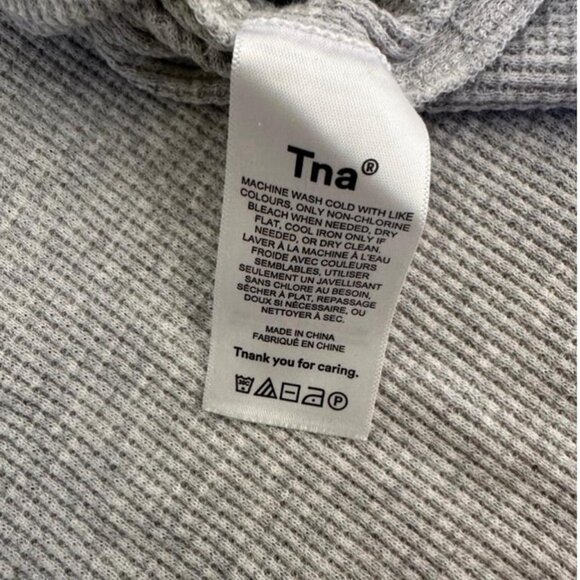 Tna®
MACHINE WASH COLD WITH LIKE
COLOURS, ONLY NON-CHLORINE
BLEACH WHEN NEEDED, DRY
FLAT, COOL IRON ONLY IF
NEEDED, OR DRY CLEAN.
LAVER À LA MACHINE À L'EAU
FROIDE AVEC COULEURS
SEMBLABLES, UTILISER
SEULEMENT UN JAVELLISANT
SANS CHLORE AU BESOIN,
SÉCHER À PLAT, REPASSAGE
DOUX SI NÉCESSAIRE, OU
NETTOYER À SEC.
MADE IN CHINA
FABRIQUÉ EN CHINE
Tnank you for caring.
30C P